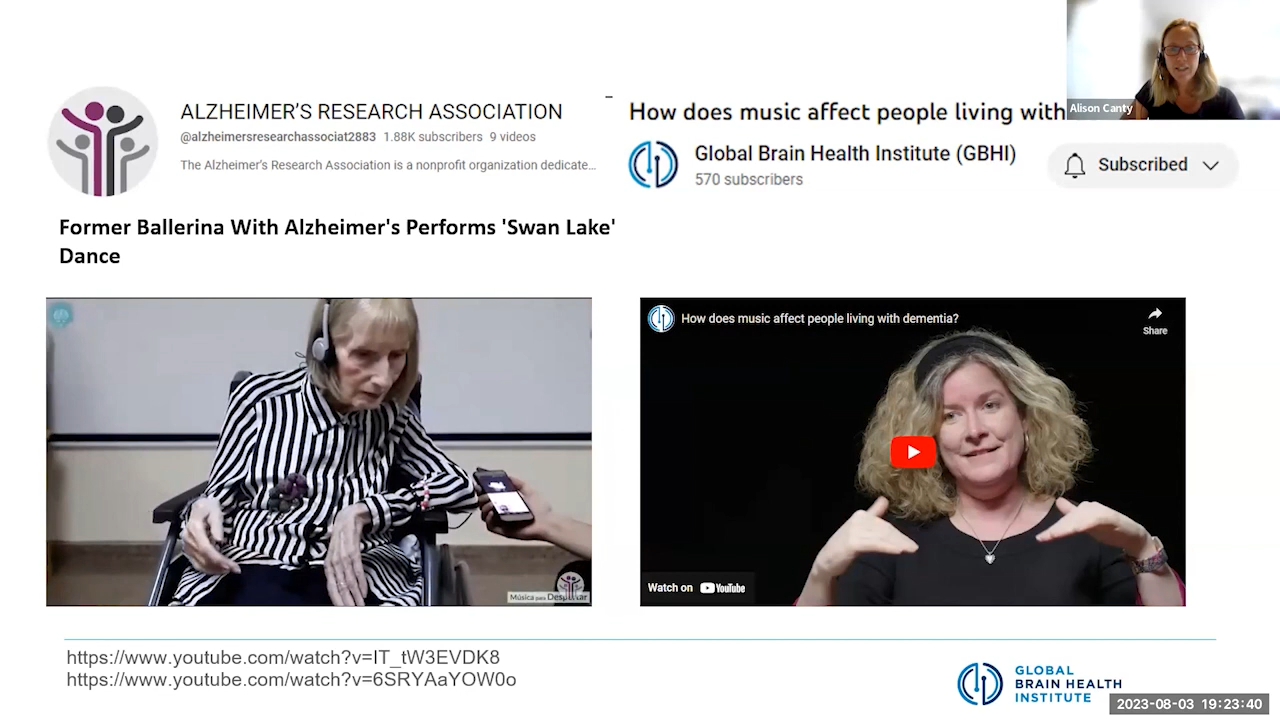 Alison Canty
ALZHEIMER'S RESEARCH ASSOCIATION
@alzheimersresearchassociat2883 1.88K subscribers 9 videos
The Alzheimer's Research Association is a nonprofit organization dedicate...
How does music affect people living with
Global Brain Health Institute (GBHI)
570 subscribers
Subscribed
Former Ballerina With Alzheimer's Performs 'Swan Lake'
Dance
Música para Despertar
How does music affect people living with dementia?
Share
Watch on YouTube
https://www.youtube.com/watch?v=IT_tW3EVDK8
https://www.youtube.com/watch?v=6SRYAaYOW0o
GLOBAL
BRAIN HEALTH
INSTITUTE
2023-08-03 19:23:40